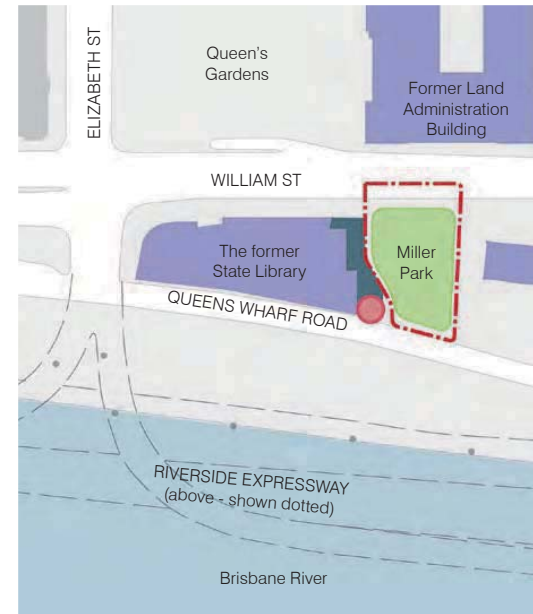 ELIZABETH ST
Queen's
Gardens
Former Land
Administration
Building
WILLIAM ST
The former
State Library
Miller
Park
QUEENS WHARF ROAD
RIVERSIDE EXPRESSWAY
(above - shown dotted)
Brisbane River